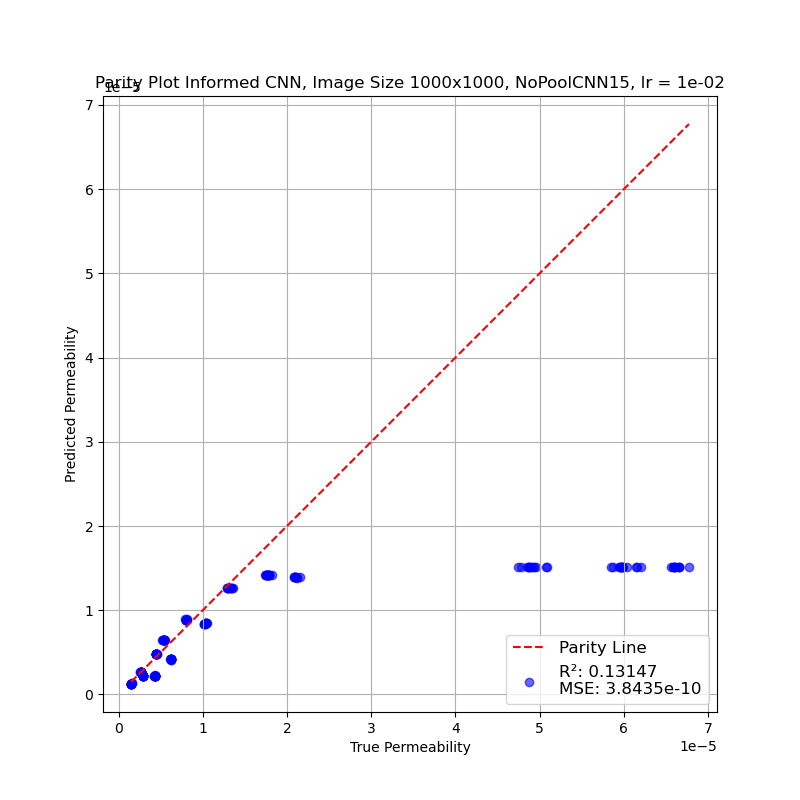 Parity Plot Informed CNN, Image Size 1000x1000, NoPoolCNN15, lr = 1e-02
1e−5
7
6
5
4
3
2
1
0
Predicted Permeability
Parity Line
R²: 0.13147
MSE: 3.8435e-10
0 1 2 3 4 5 6 7
True Permeability
1e−5